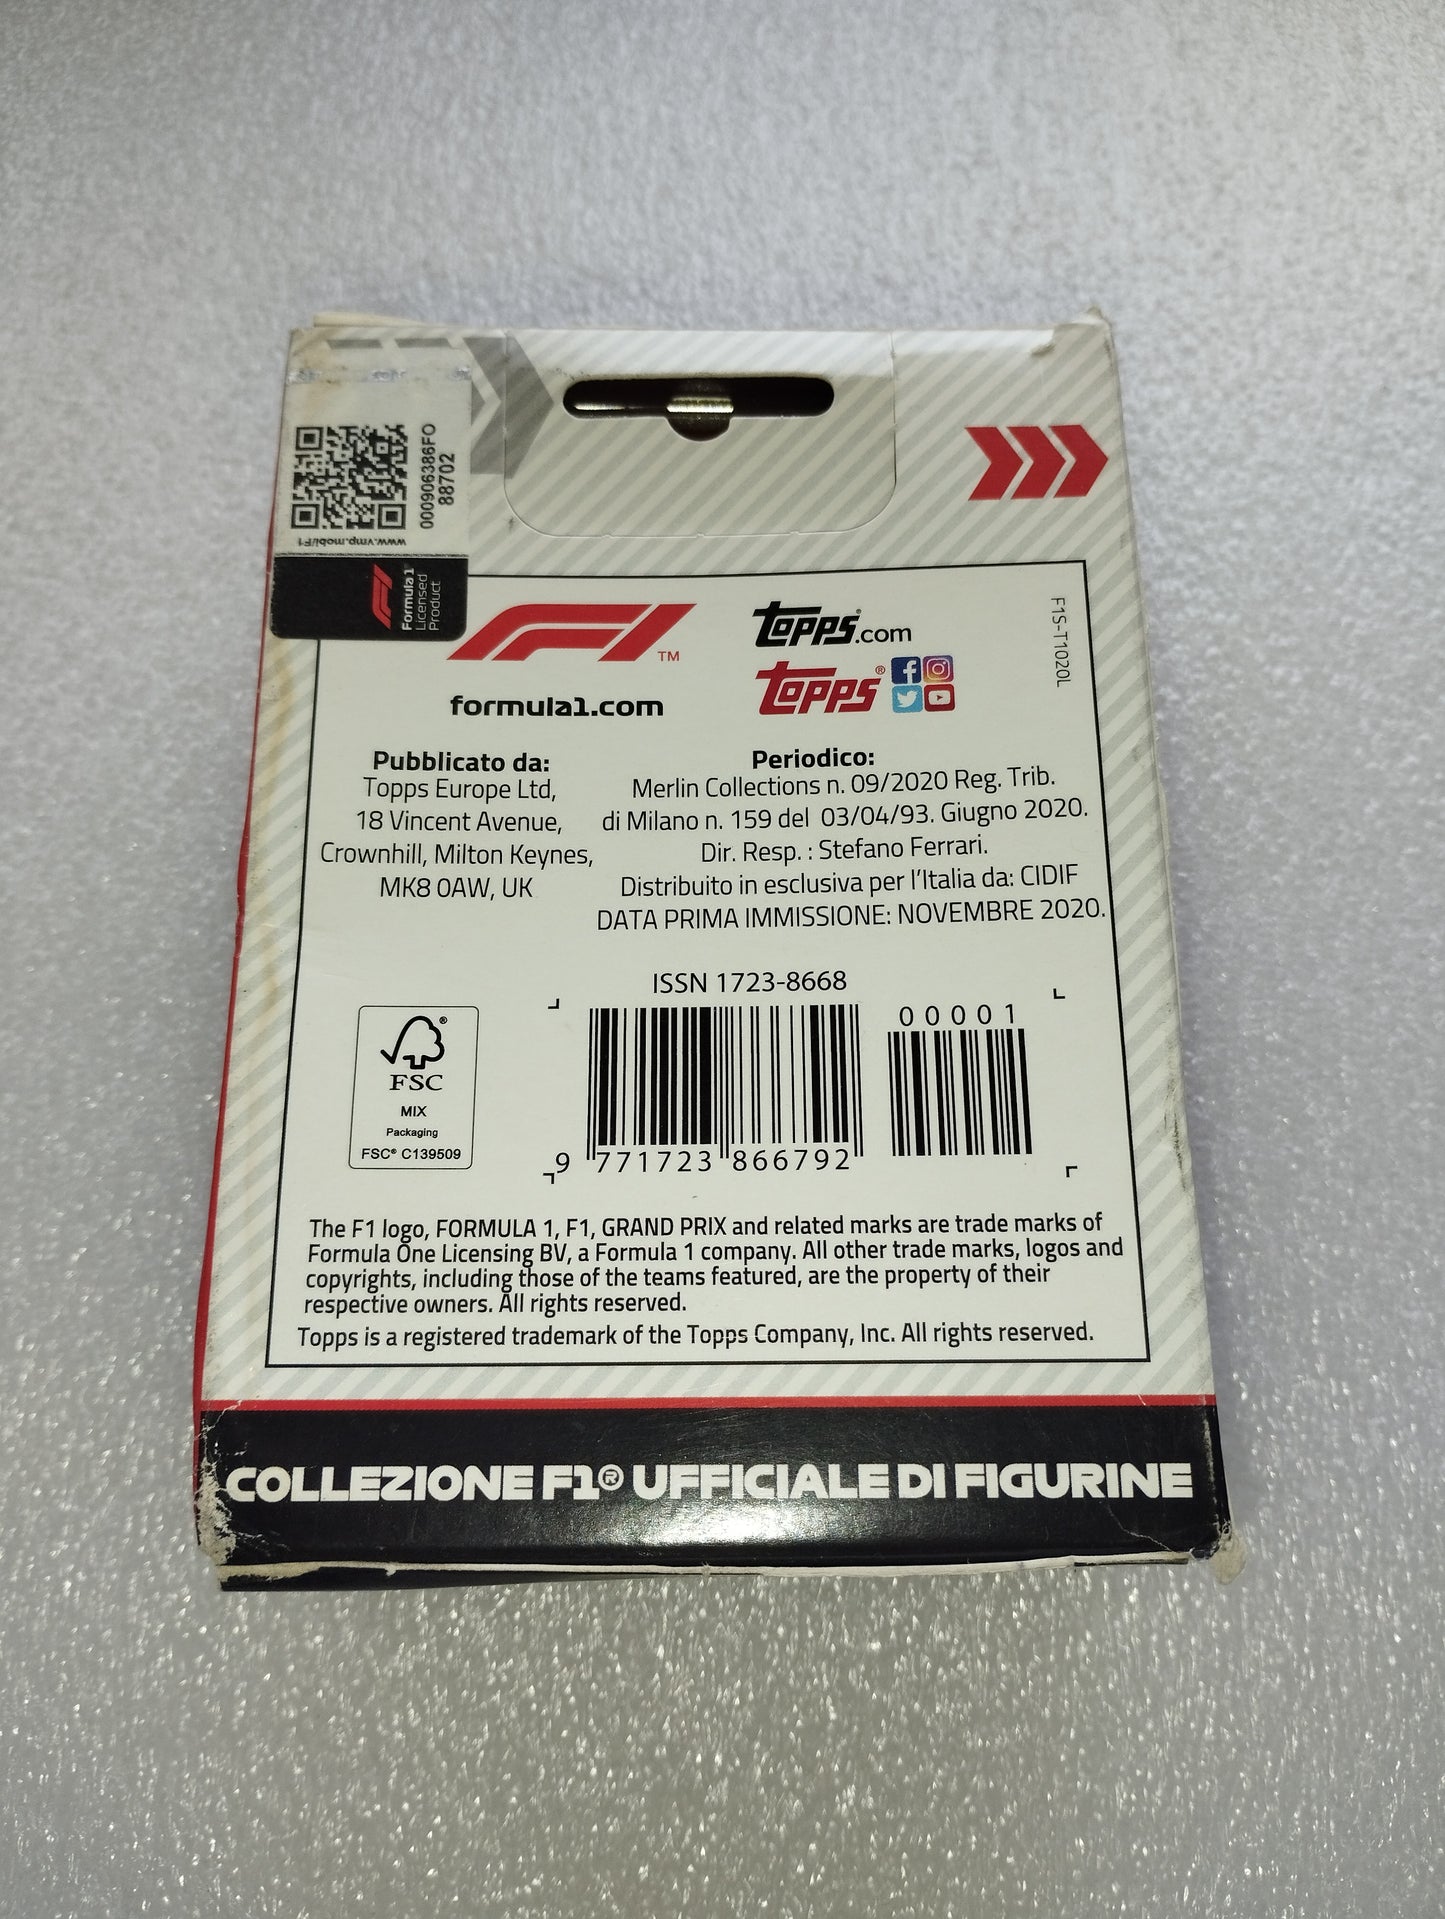 000906386FO
88702
www.vmp.mobi/F1
F1
Formula 1
Licensed
Product
F1 TM
formula1.com
Topps®.com
Topps®
F1S-T1020L
Pubblicato da:
Topps Europe Ltd,
18 Vincent Avenue,
Crownhill, Milton Keynes,
MK8 0AW, UK
Periodico:
Merlin Collections n. 09/2020 Reg. Trib.
di Milano n. 159 del 03/04/93. Giugno 2020.
Dir. Resp. : Stefano Ferrari.
Distribuito in esclusiva per l'Italia da: CIDIF
DATA PRIMA IMMISSIONE: NOVEMBRE 2020.
ISSN 1723-8668
00001
9 771723 866792
®
FSC
MIX
Packaging
FSC® C139509
The F1 logo, FORMULA 1, F1, GRAND PRIX and related marks are trade marks of
Formula One Licensing BV, a Formula 1 company. All other trade marks, logos and
copyrights, including those of the teams featured, are the property of their
respective owners. All rights reserved.
Topps is a registered trademark of the Topps Company, Inc. All rights reserved.
COLLEZIONE F1® UFFICIALE DI FIGURINE